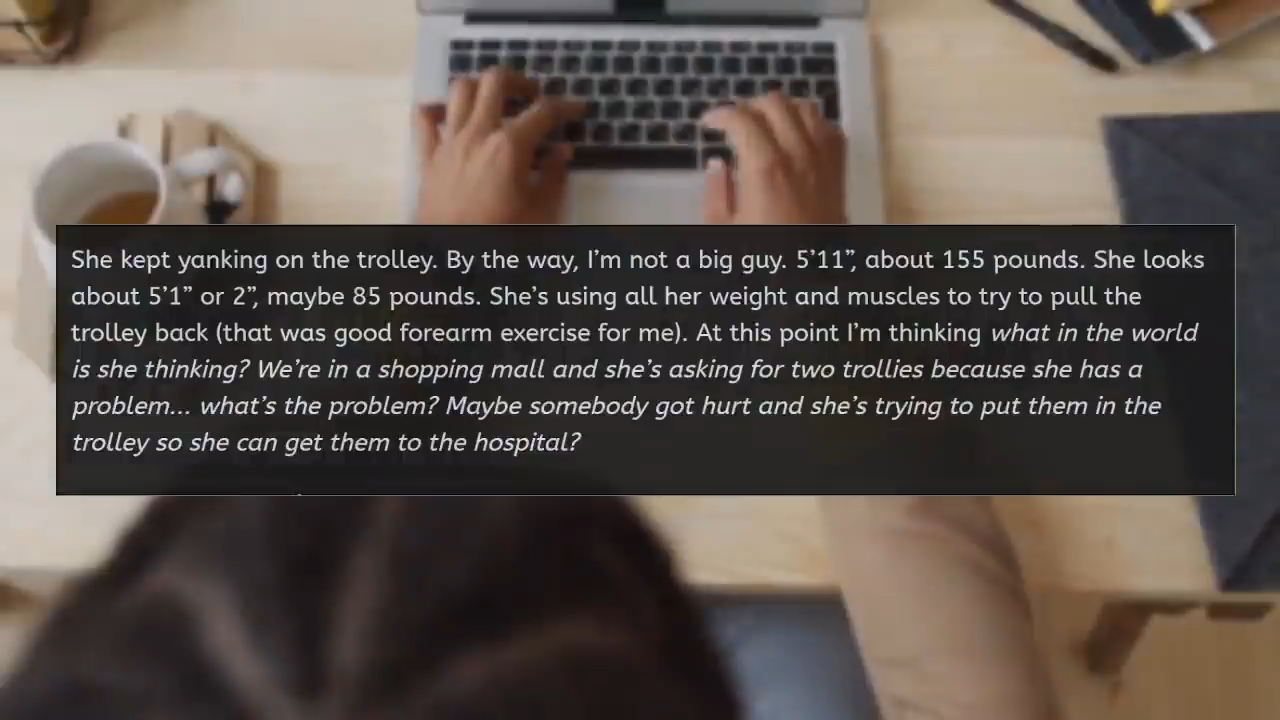 She kept yanking on the trolley. By the way, I’m not a big guy. 5’11”, about 155 pounds. She looks
about 5’1” or 2”, maybe 85 pounds. She’s using all her weight and muscles to try to pull the
trolley back (that was good forearm exercise for me). At this point I’m thinking what in the world
is she thinking? We’re in a shopping mall and she’s asking for two trollies because she has a
problem... what’s the problem? Maybe somebody got hurt and she’s trying to put them in the
trolley so she can get them to the hospital?